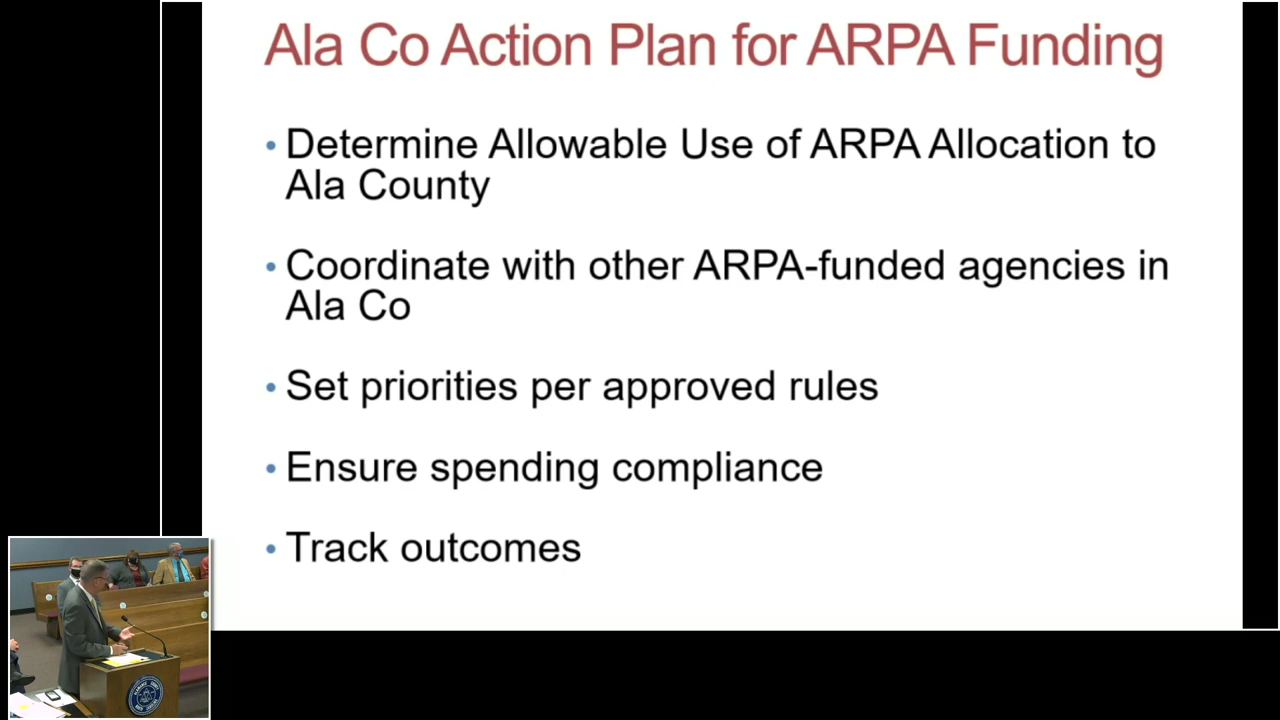 Ala Co Action Plan for ARPA Funding
• Determine Allowable Use of ARPA Allocation to
Ala County
• Coordinate with other ARPA-funded agencies in
Ala Co
• Set priorities per approved rules
• Ensure spending compliance
• Track outcomes